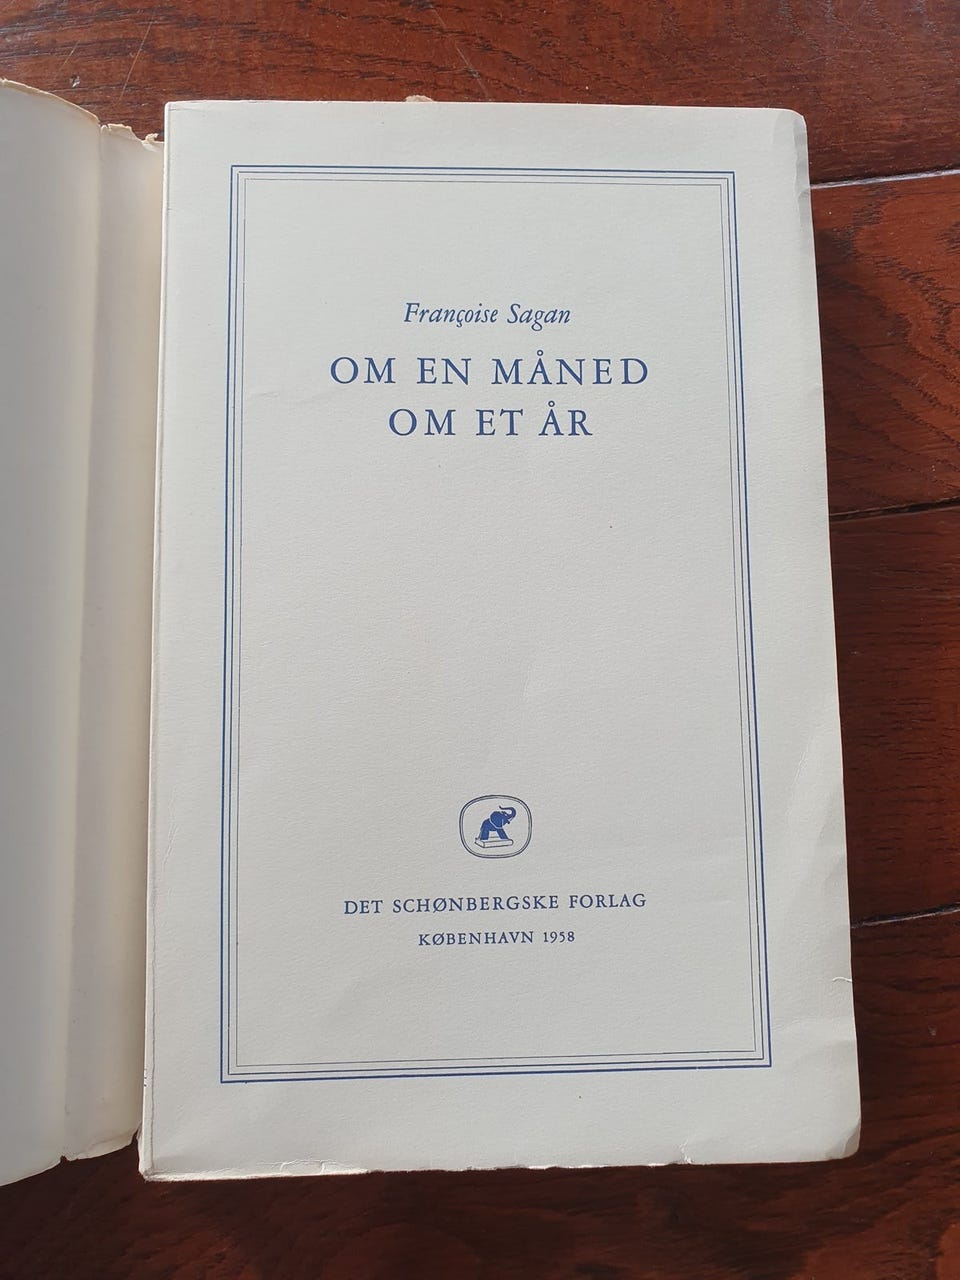 Françoise Sagan
OM EN MÅNED
OM ET ÅR
DET SCHØNBERGSKE FORLAG
KØBENHAVN 1958